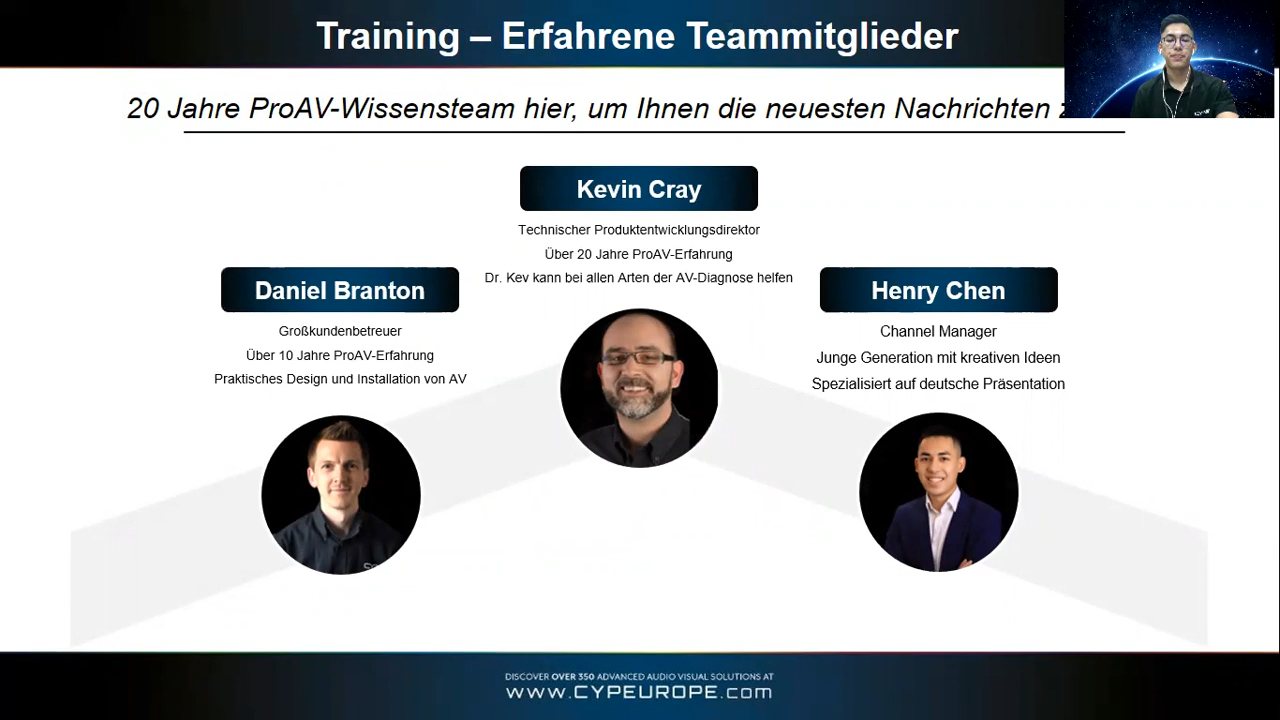 Training – Erfahrene Teammitglieder
20 Jahre ProAV-Wissensteam hier, um Ihnen die neuesten Nachrichten
Kevin Cray
Technischer Produktentwicklungsdirektor
Über 20 Jahre ProAV-Erfahrung
Dr. Kev kann bei allen Arten der AV-Diagnose helfen
Daniel Branton
Großkundenbetreuer
Über 10 Jahre ProAV-Erfahrung
Praktisches Design und Installation von AV
Henry Chen
Channel Manager
Junge Generation mit kreativen Ideen
Spezialisiert auf deutsche Präsentation
DISCOVER OVER 350 ADVANCED AUDIO VISUAL SOLUTIONS AT
www.CYPEUROPE.com